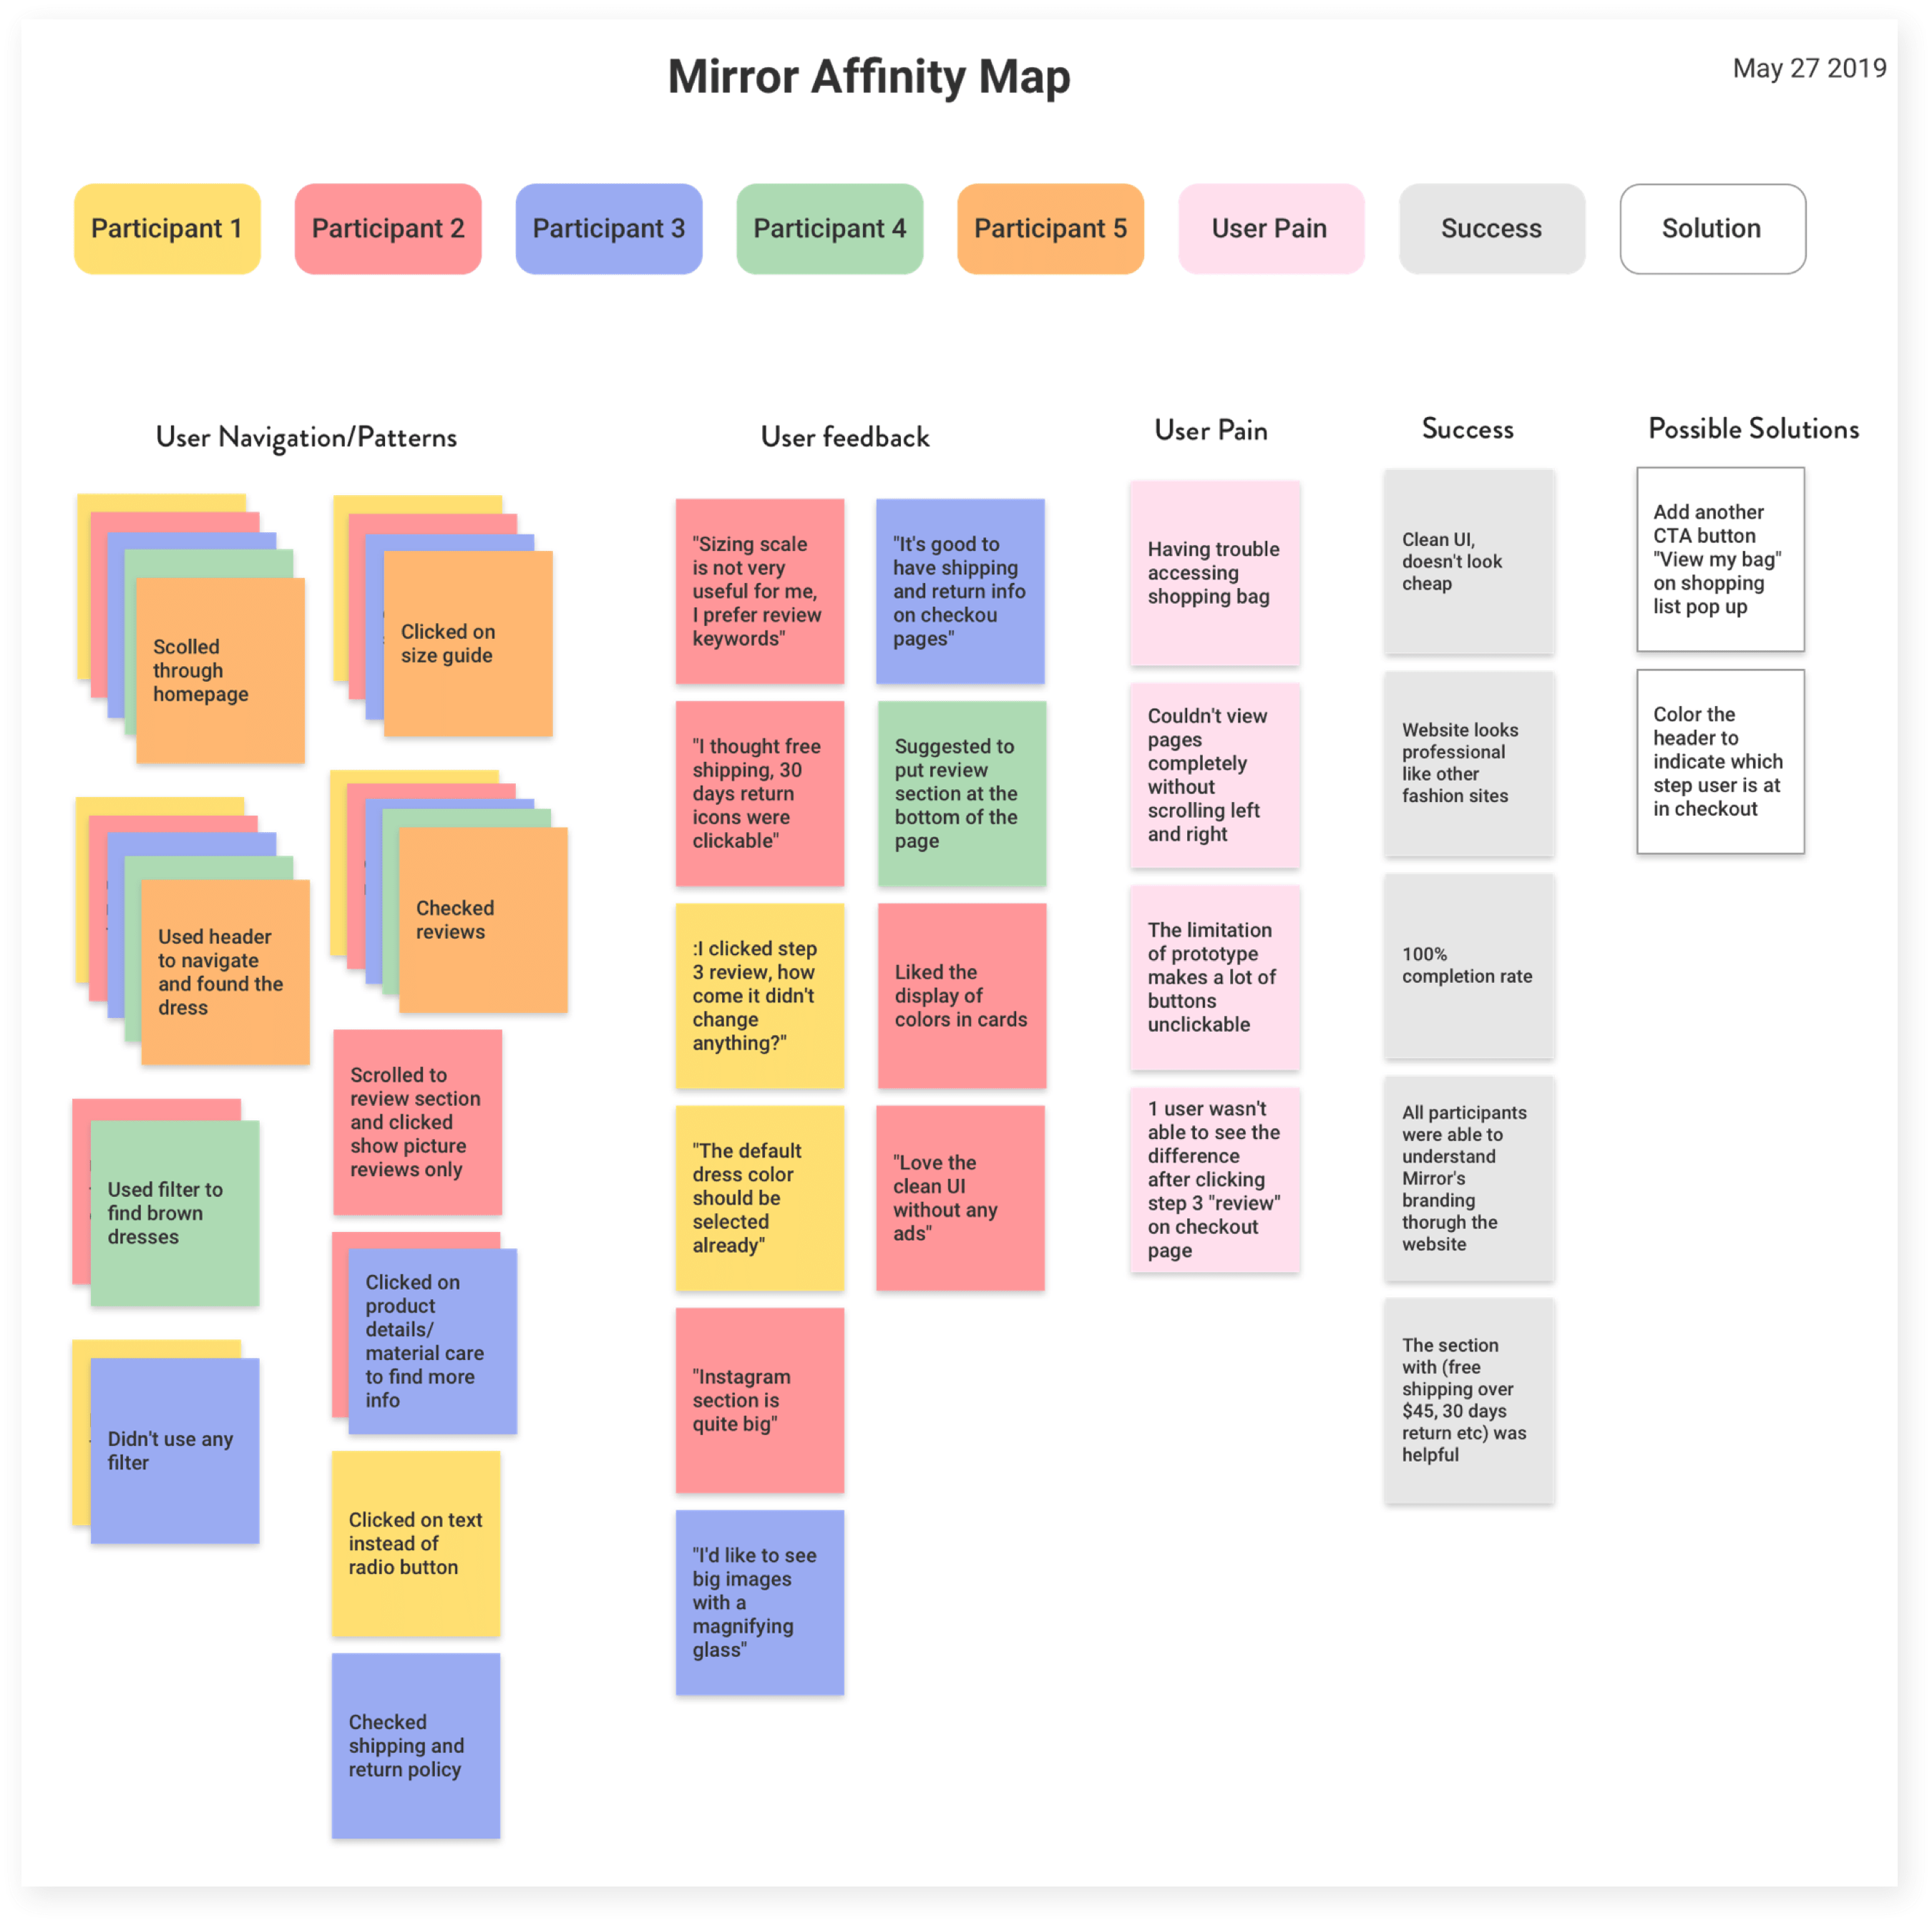 Mirror Affinity Map
May 27 2019
Participant 1
Participant 2
Participant 3
Participant 4
Participant 5
User Pain
Success
Solution
User Navigation/Patterns
Scolled
through
homepage
Clicked on
size guide
Used header
to navigate
and found the
dress
Checked
reviews
Used filter to
find brown
dresses
Scrolled to
review section
and clicked
show picture
reviews only
Didn't use any
filter
Clicked on
product
details/
material care
to find more
info
Clicked on text
instead of
radio button
Checked
shipping and
return policy
User feedback
"Sizing scale
is not very
useful for me,
I prefer review
keywords"
"It's good to
have shipping
and return info
on checkou
pages"
"I thought free
shipping, 30
days return
icons were
clickable"
Suggested to
put review
section at the
bottom of the
page
:I clicked step
3 review, how
come it didn't
change
anything?"
Liked the
display of
colors in cards
"The default
dress color
should be
selected
already"
"Love the
clean UI
without any
ads"
"Instagram
section is
quite big"
"I'd like to see
big images
with a
magnifying
glass"
User Pain
Having trouble
accessing
shopping bag
Couldn't view
pages
completely
without
scrolling left
and right
The limitation
of prototype
makes a lot of
buttons
unclickable
1 user wasn't
able to see the
difference
after clicking
step 3 "review"
on checkout
page
Success
Clean UI,
doesn't look
cheap
Website looks
professional
like other
fashion sites
100%
completion rate
All participants
were able to
understand
Mirror's
branding
thorugh the
website
The section
with (free
shipping over
$45, 30 days
return etc) was
helpful
Possible Solutions
Add another
CTA button
"View my bag"
on shopping
list pop up
Color the
header to
indicate which
step user is at
in checkout